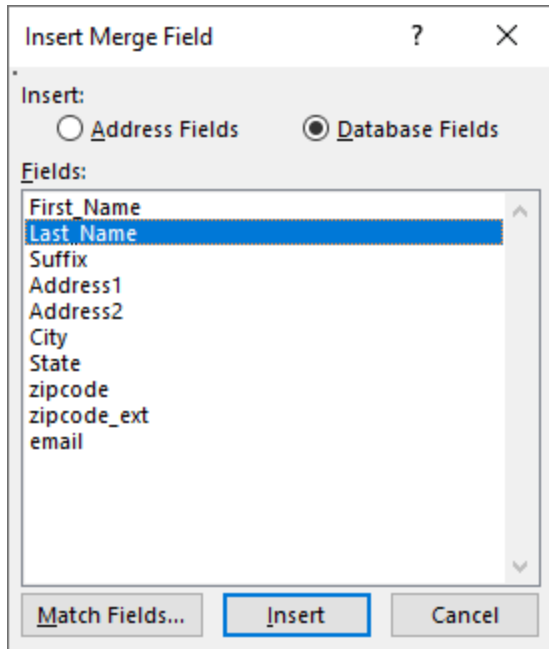 Insert Merge Field ? ×
Insert:
Address Fields Database Fields
Fields:
First_Name
Last_Name
Suffix
Address1
Address2
City
State
zipcode
zipcode_ext
email
Match Fields... Insert Cancel